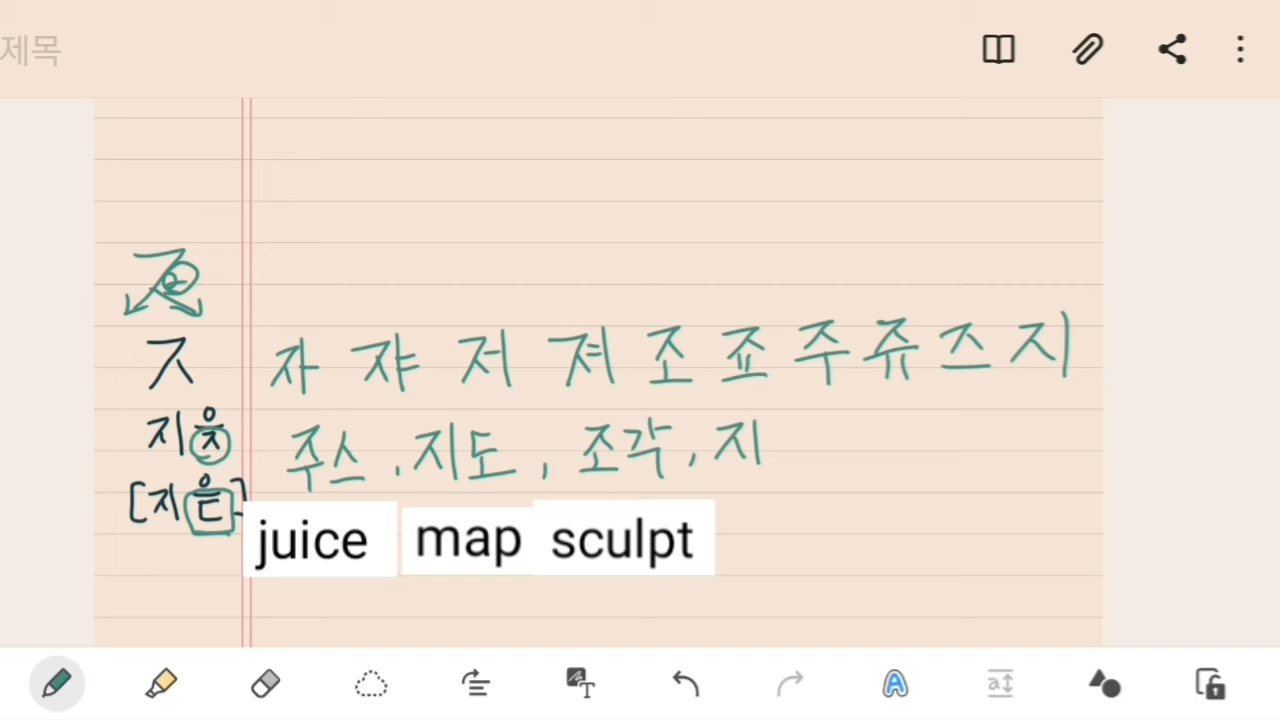 제목
ㅈ 자 쟈 저 져 조 죠 주 쥬 즈 지
지읒 주스, 지도, 조각, 지
[지읃]
juice map sculpt